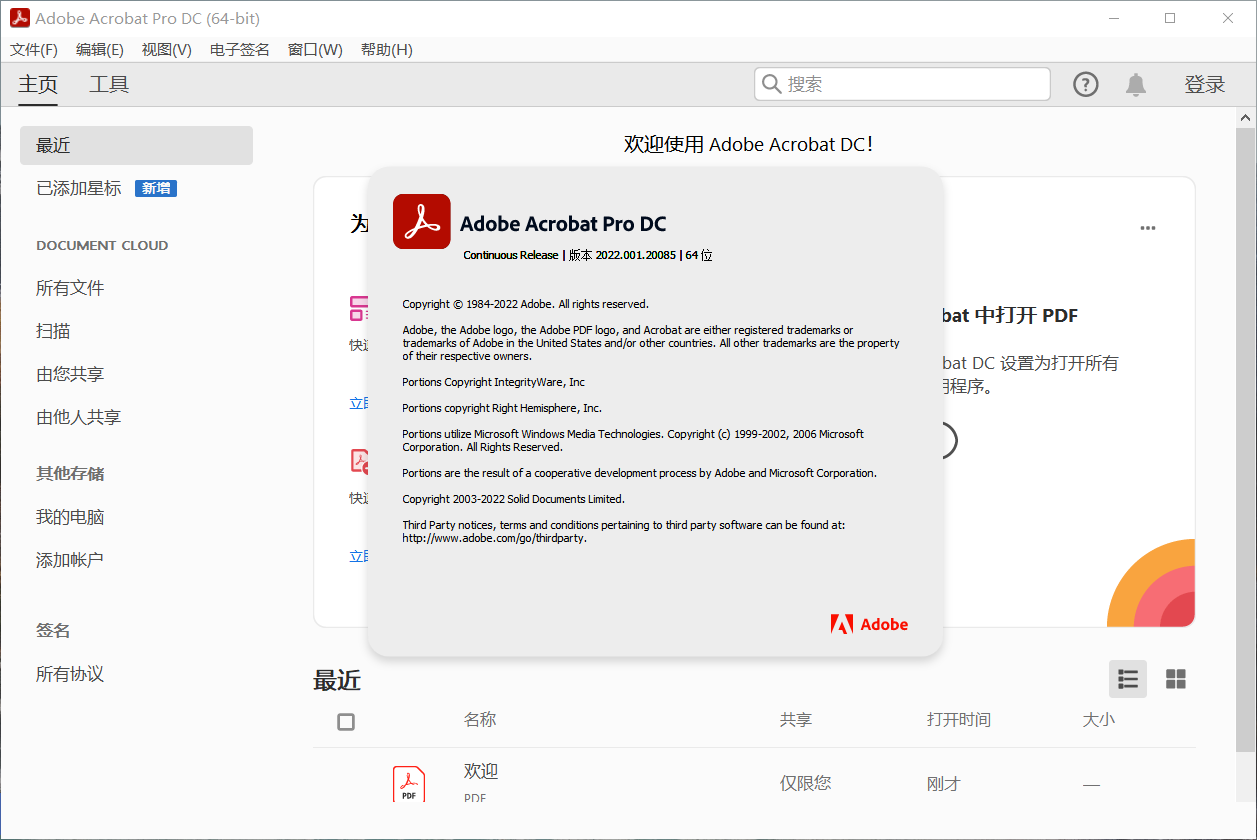 Adobe Acrobat Pro DC (64-bit)
文件(F) 编辑(E) 视图(V) 电子签名 窗口(W) 帮助(H)
主页 工具 搜索 登录
最近
已添加星标 新增
DOCUMENT CLOUD
所有文件
扫描
由您共享
由他人共享
其他存储
我的电脑
添加帐户
签名
所有协议
欢迎使用 Adobe Acrobat DC!
为
快速
立即
快速
立即
Adobe Acrobat Pro DC
Continuous Release | 版本 2022.001.20085 | 64 位
Copyright © 1984-2022 Adobe. All rights reserved.
Adobe, the Adobe logo, the Adobe PDF logo, and Acrobat are either registered trademarks or
trademarks of Adobe in the United States and/or other countries. All other trademarks are the property
of their respective owners.
Portions Copyright IntegrityWare, Inc
Portions copyright Right Hemisphere, Inc.
Portions utilize Microsoft Windows Media Technologies. Copyright (c) 1999-2002, 2006 Microsoft
Corporation. All Rights Reserved.
Portions are the result of a cooperative development process by Adobe and Microsoft Corporation.
Copyright 2003-2022 Solid Documents Limited.
Third Party notices, terms and conditions pertaining to third party software can be found at:
http://www.adobe.com/go/thirdparty.
Adobe
bat 中打开 PDF
bat DC 设置为打开所有
用程序。
最近
名称 共享 打开时间 大小
PDF
欢迎 仅限您 刚才 —
PDF